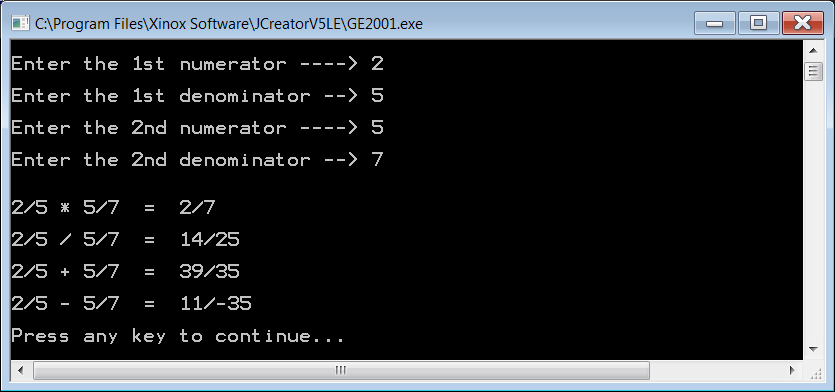 C:\Program Files\Xinox Software\JCreatorV5LE\GE2001.exe
Enter the 1st numerator ----> 2
Enter the 1st denominator --> 5
Enter the 2nd numerator ----> 5
Enter the 2nd denominator --> 7
2/5 * 5/7  =  2/7
2/5 / 5/7  =  14/25
2/5 + 5/7  =  39/35
2/5 - 5/7  =  11/-35
Press any key to continue...